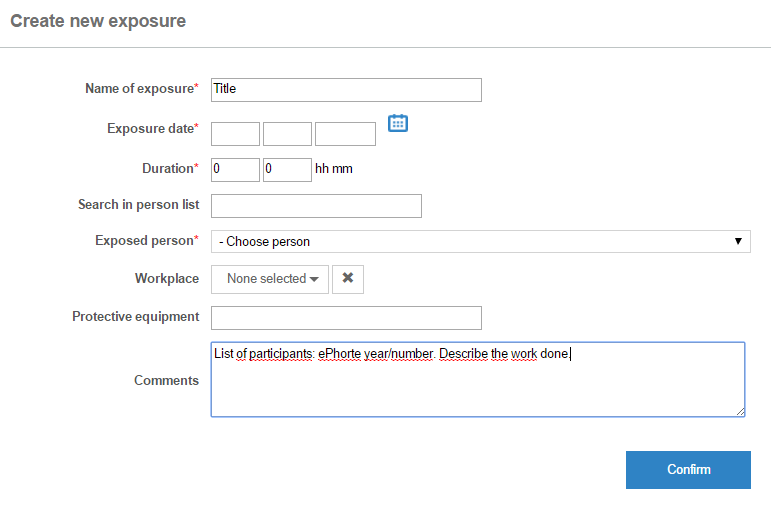 Create new exposure
Name of exposure* Title
Exposure date*
Duration* 0 0 hh mm
Search in person list
Exposed person* - Choose person
Workplace None selected
Protective equipment
Comments List of participants: ePhorte year/number. Describe the work done.
Confirm